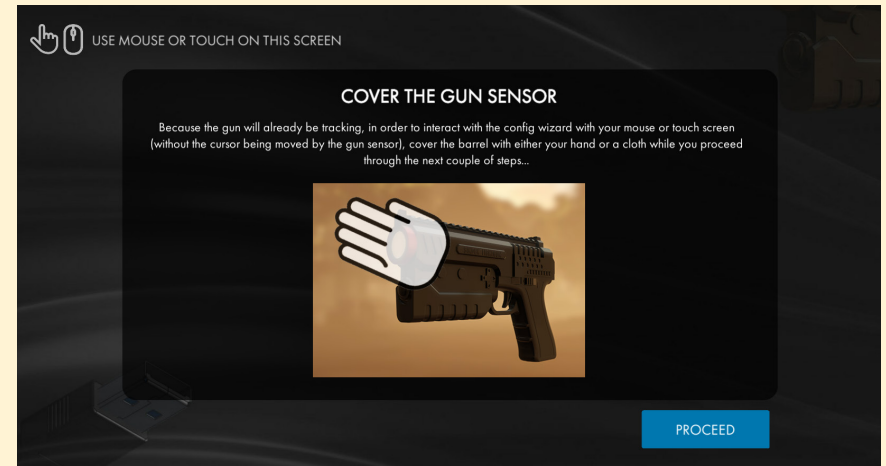 USE MOUSE OR TOUCH ON THIS SCREEN
COVER THE GUN SENSOR
Because the gun will already be tracking, in order to interact with the config wizard with your mouse or touch screen
(without the cursor being moved by the gun sensor), cover the barrel with either your hand or a cloth while you proceed
through the next couple of steps...
PROCEED